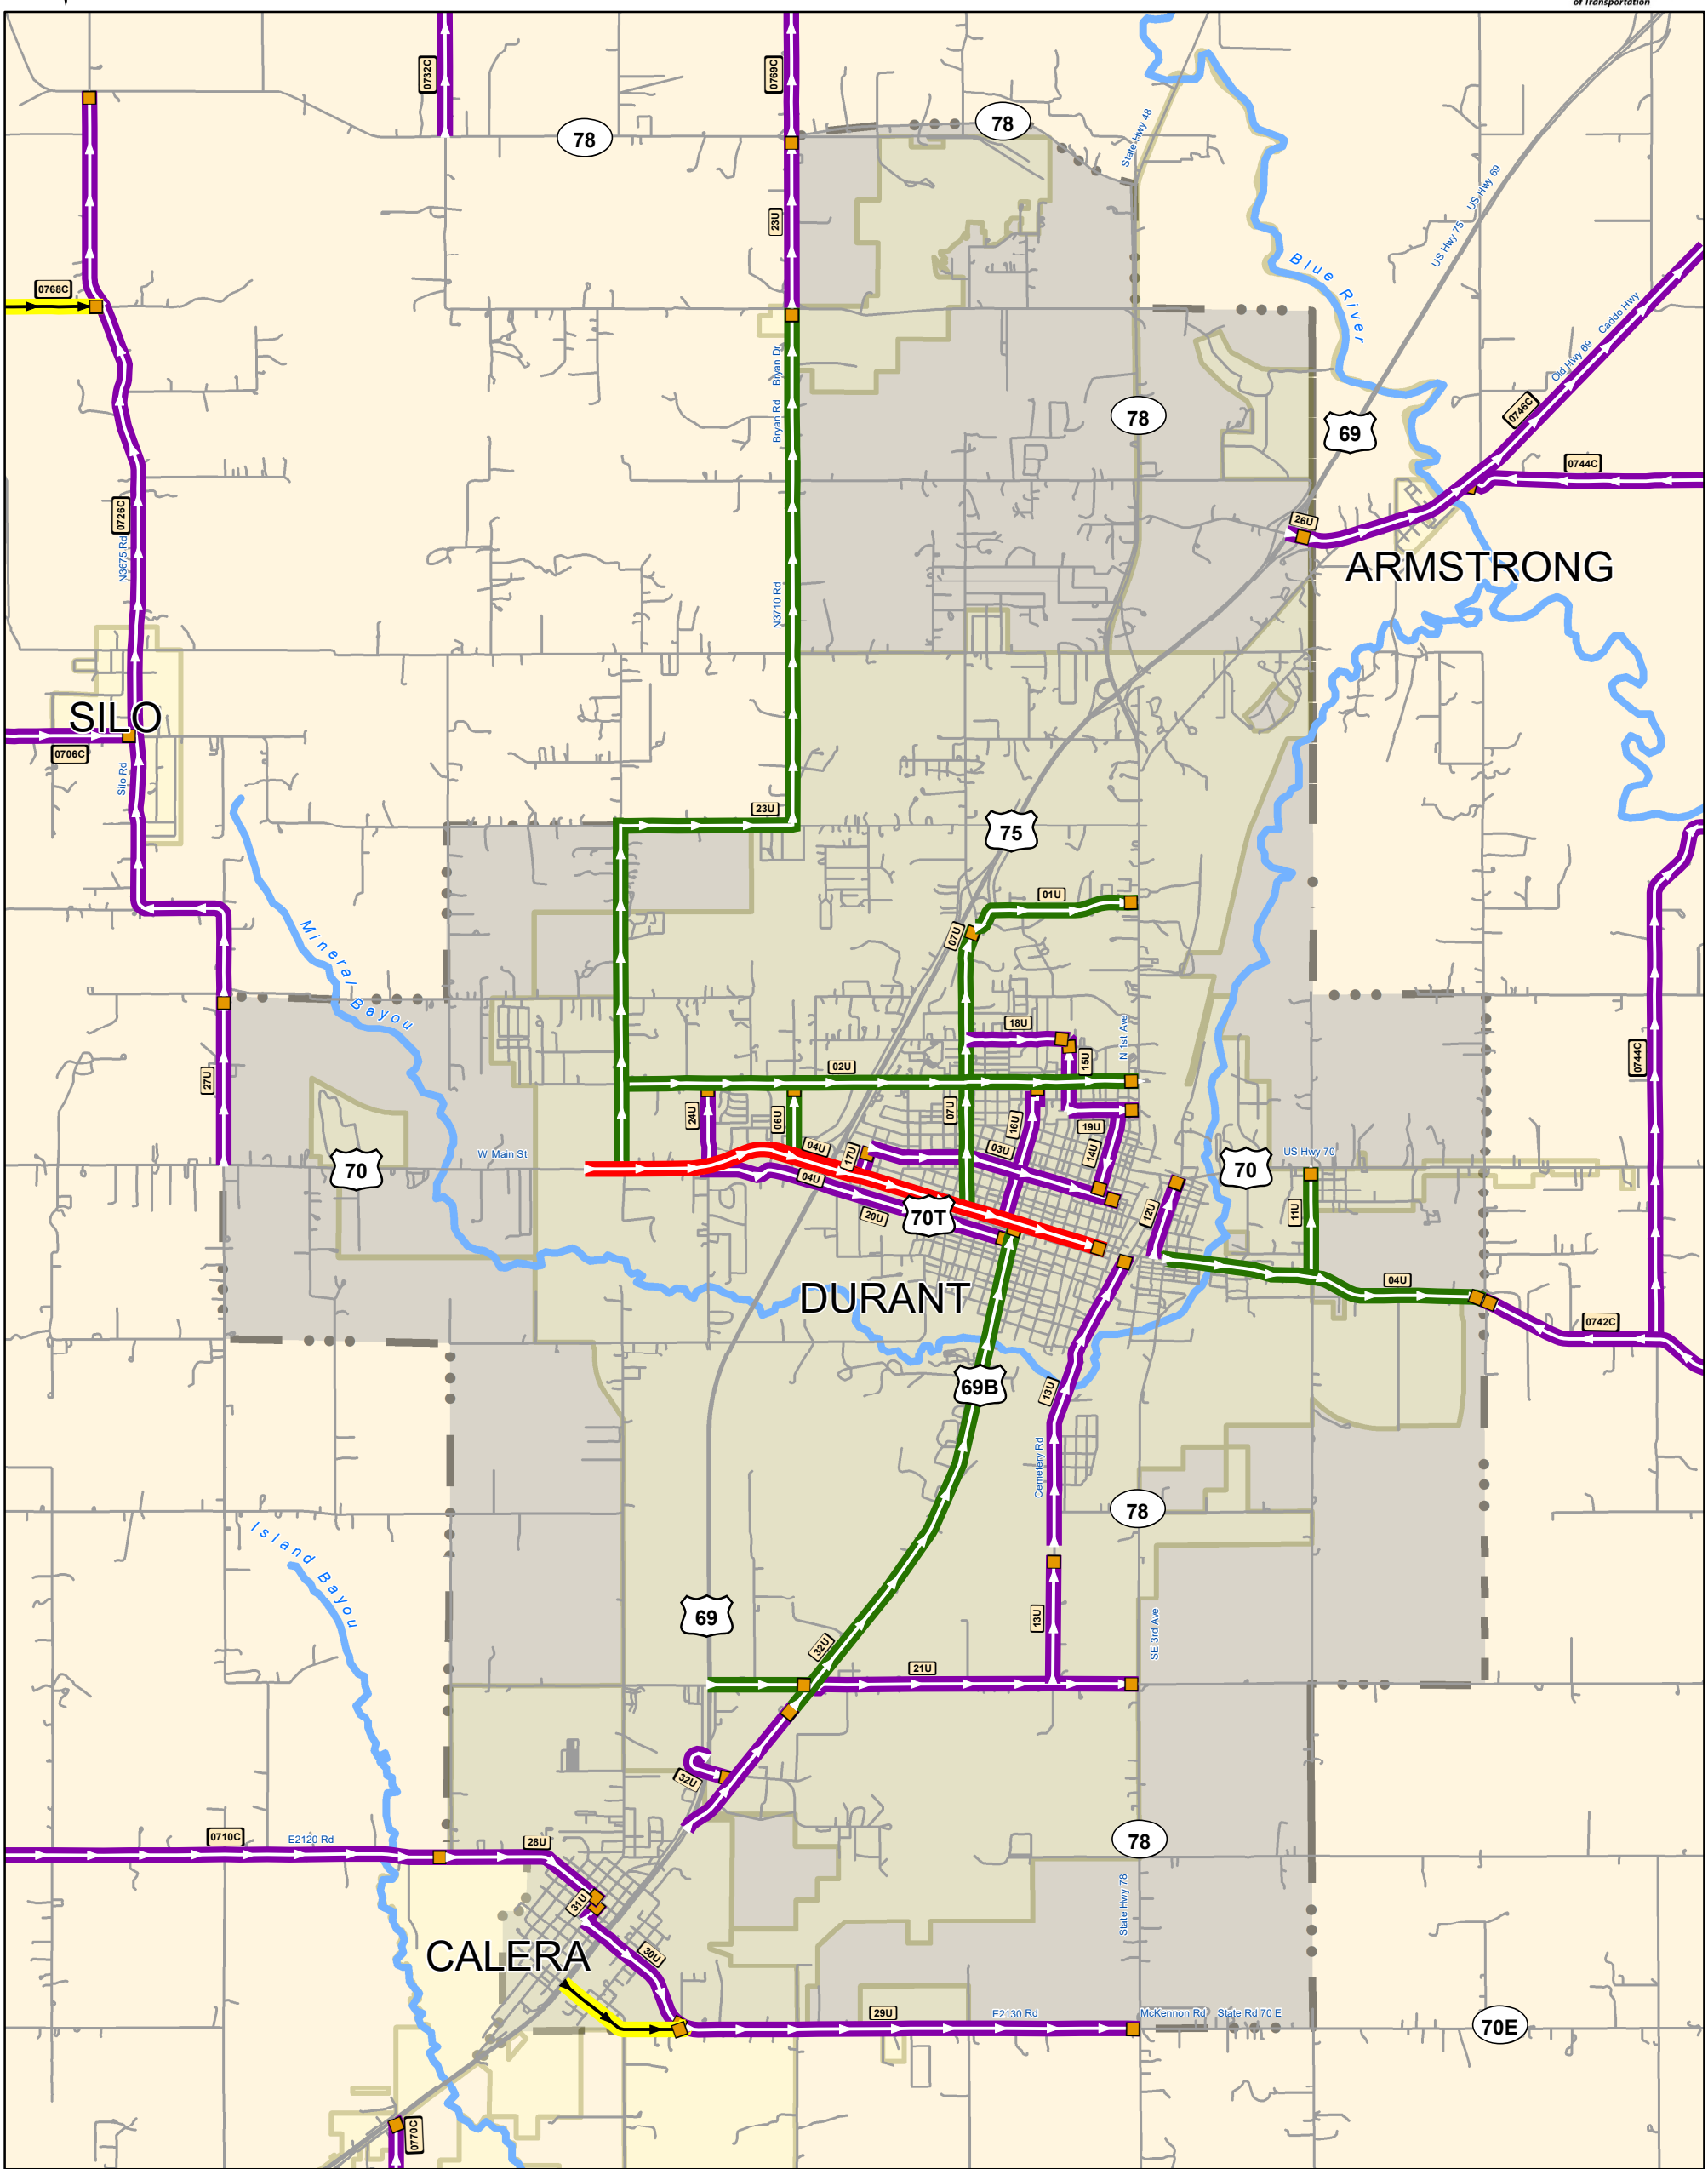 of Transportation
0732C
0769C
78
78
State Hwy 48
23U
US Hwy 69
US Hwy 75
Blue River
0768C
Caddo Hwy
Old Hwy 69
Bryan Dr
Bryan Rd
78
69
0746C
0744C
0726C
26U
N3675 Rd
ARMSTRONG
N3710 Rd
SILO
0706C
Silo Rd
23U
75
01U
07U
Mineral Bayou
18U
N 1st Ave
15U
02U
27U
0744C
24U
06U
07U
16U
19U
04U
17U
03U
14U
W Main St
70
04U
70
US Hwy 70
20U
70T
12U
11U
DURANT
04U
0742C
69B
13U
Cemetery Rd
78
Island Bayou
69
32U
13U
SE 3rd Ave
21U
32U
0710C
E2120 Rd
28U
78
31U
State Hwy 78
CALERA
30U
29U
E2130 Rd
McKennon Rd
State Rd 70 E
70E
0770C